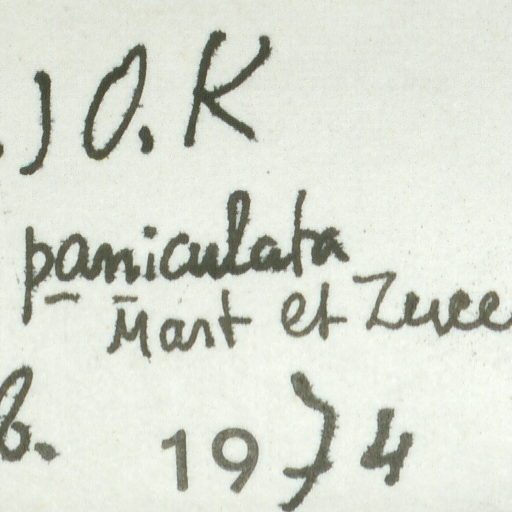 .) O.K
paniculata
Mart et Zucc
b. 1974